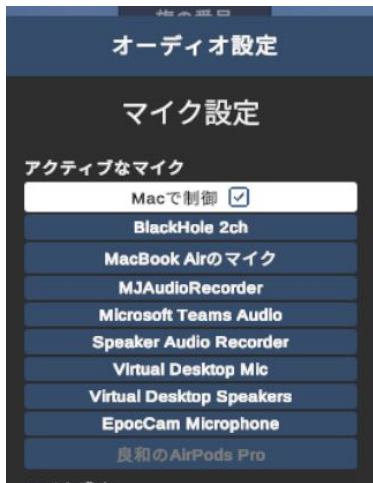 オーディオ設定
マイク設定
アクティブなマイク
Macで制御
BlackHole 2ch
MacBook Airのマイク
MJAudioRecorder
Microsoft Teams Audio
Speaker Audio Recorder
Virtual Desktop Mic
Virtual Desktop Speakers
EpocCam Microphone
良和のAirPods Pro